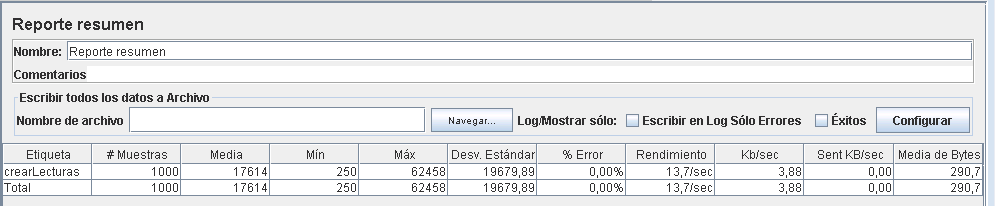 Reporte resumen
Nombre: Reporte resumen
Comentarios
Escribir todos los datos a Archivo
Nombre de archivo Navegar... Log/Mostrar sólo: Escribir en Log Sólo Errores Éxitos Configurar
Etiqueta # Muestras Media Mín Máx Desv. Estándar % Error Rendimiento Kb/sec Sent KB/sec Media de Bytes
crearLecturas 1000 17614 250 62458 19679,89 0,00% 13,7/sec 3,88 0,00 290,7
Total 1000 17614 250 62458 19679,89 0,00% 13,7/sec 3,88 0,00 290,7